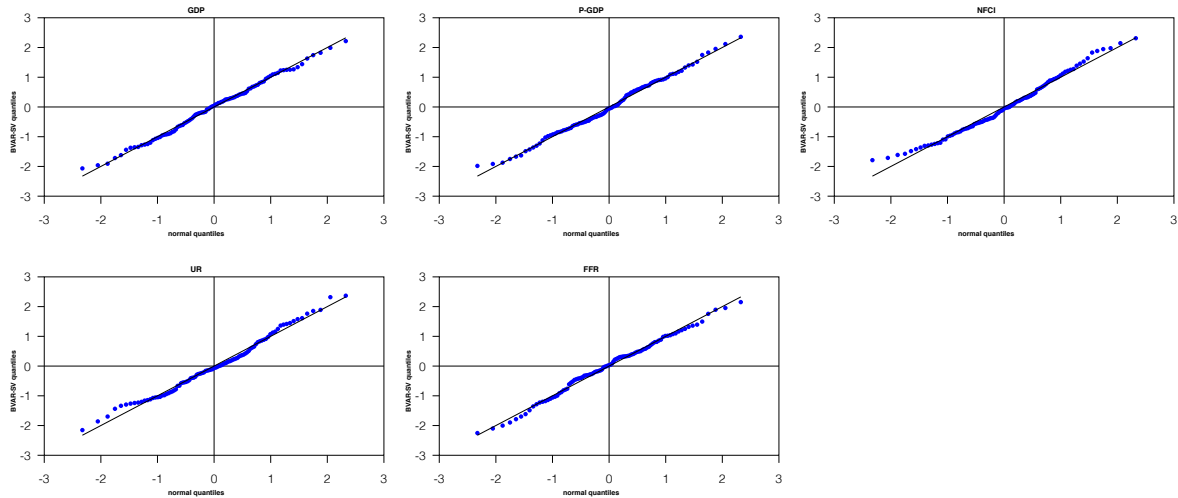 GDP
3
2
1
0
-1
-2
-3
BVAR-SV quantiles
-3 -2 -1 0 1 2 3
normal quantiles
P-GDP
3
2
1
0
-1
-2
-3
BVAR-SV quantiles
-3 -2 -1 0 1 2 3
normal quantiles
NFCI
3
2
1
0
-1
-2
-3
BVAR-SV quantiles
-3 -2 -1 0 1 2 3
normal quantiles
UR
3
2
1
0
-1
-2
-3
BVAR-SV quantiles
-3 -2 -1 0 1 2 3
normal quantiles
FFR
3
2
1
0
-1
-2
-3
BVAR-SV quantiles
-3 -2 -1 0 1 2 3
normal quantiles